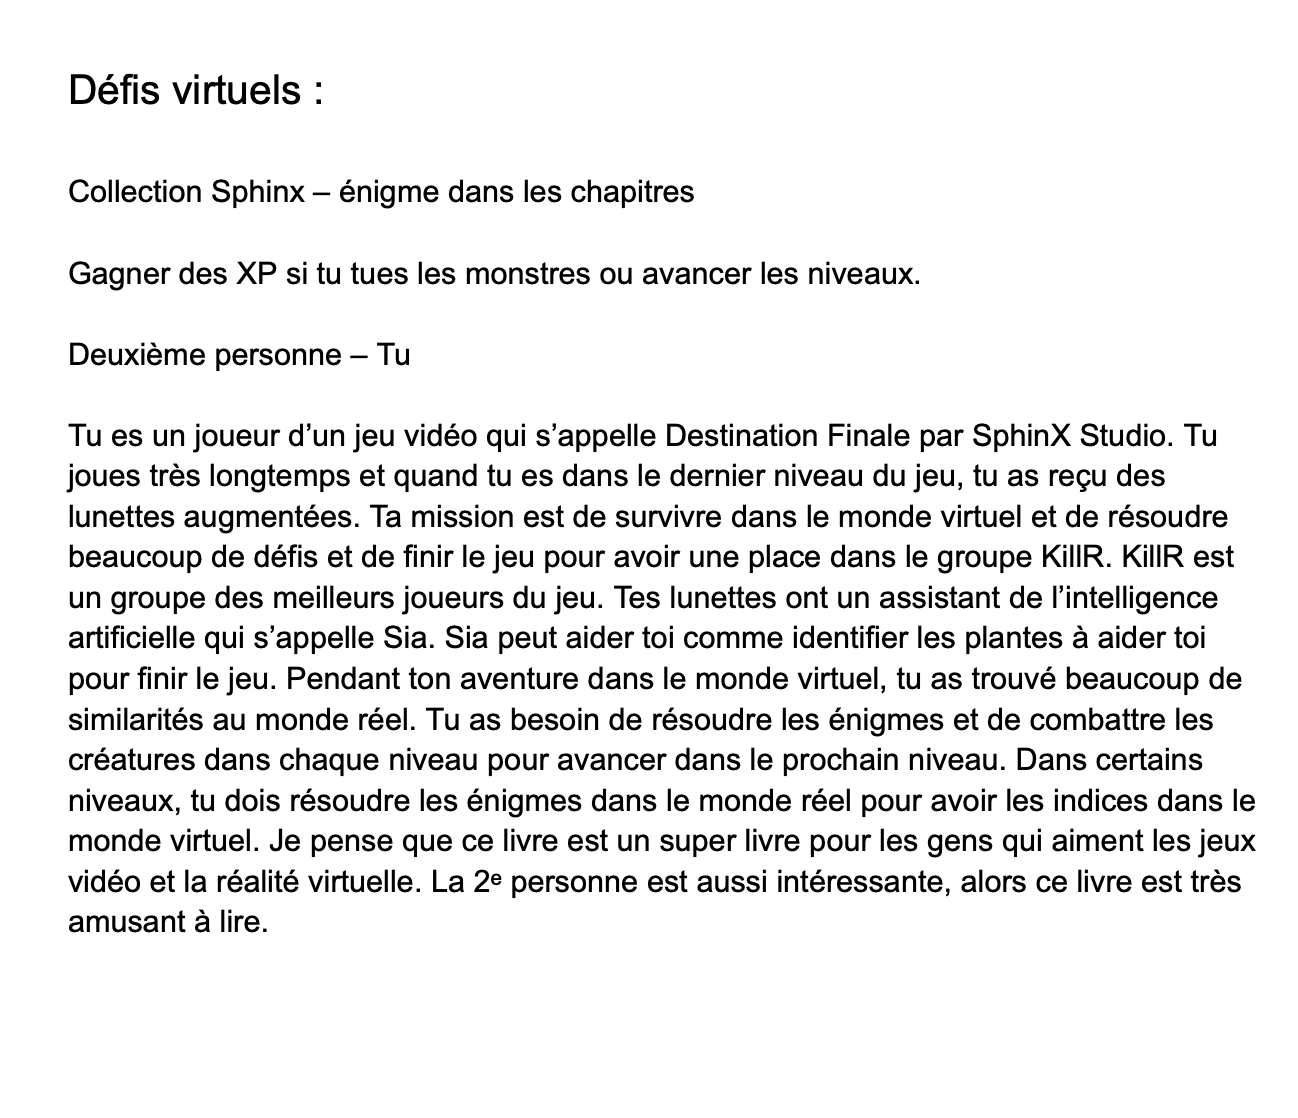 Défis virtuels :
Collection Sphinx – énigme dans les chapitres
Gagner des XP si tu tues les monstres ou avancer les niveaux.
Deuxième personne – Tu
Tu es un joueur d’un jeu vidéo qui s’appelle Destination Finale par SphinX Studio. Tu
joues très longtemps et quand tu es dans le dernier niveau du jeu, tu as reçu des
lunettes augmentées. Ta mission est de survivre dans le monde virtuel et de résoudre
beaucoup de défis et de finir le jeu pour avoir une place dans le groupe KillR. KillR est
un groupe des meilleurs joueurs du jeu. Tes lunettes ont un assistant de l’intelligence
artificielle qui s’appelle Sia. Sia peut aider toi comme identifier les plantes à aider toi
pour finir le jeu. Pendant ton aventure dans le monde virtuel, tu as trouvé beaucoup de
similarités au monde réel. Tu as besoin de résoudre les énigmes et de combattre les
créatures dans chaque niveau pour avancer dans le prochain niveau. Dans certains
niveaux, tu dois résoudre les énigmes dans le monde réel pour avoir les indices dans le
monde virtuel. Je pense que ce livre est un super livre pour les gens qui aiment les jeux
vidéo et la réalité virtuelle. La 2ᵉ personne est aussi intéressante, alors ce livre est très
amusant à lire.